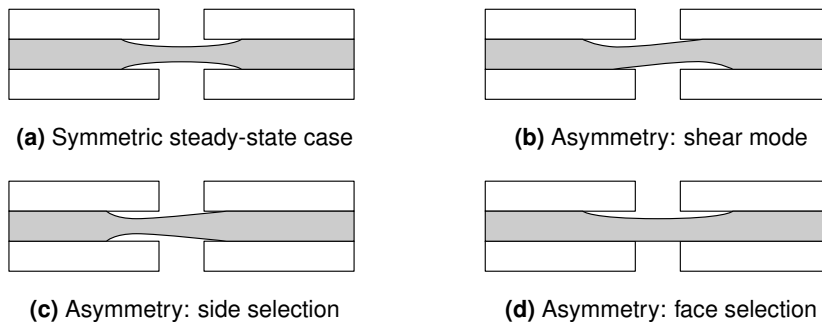 (a) Symmetric steady-state case
(b) Asymmetry: shear mode
(c) Asymmetry: side selection
(d) Asymmetry: face selection